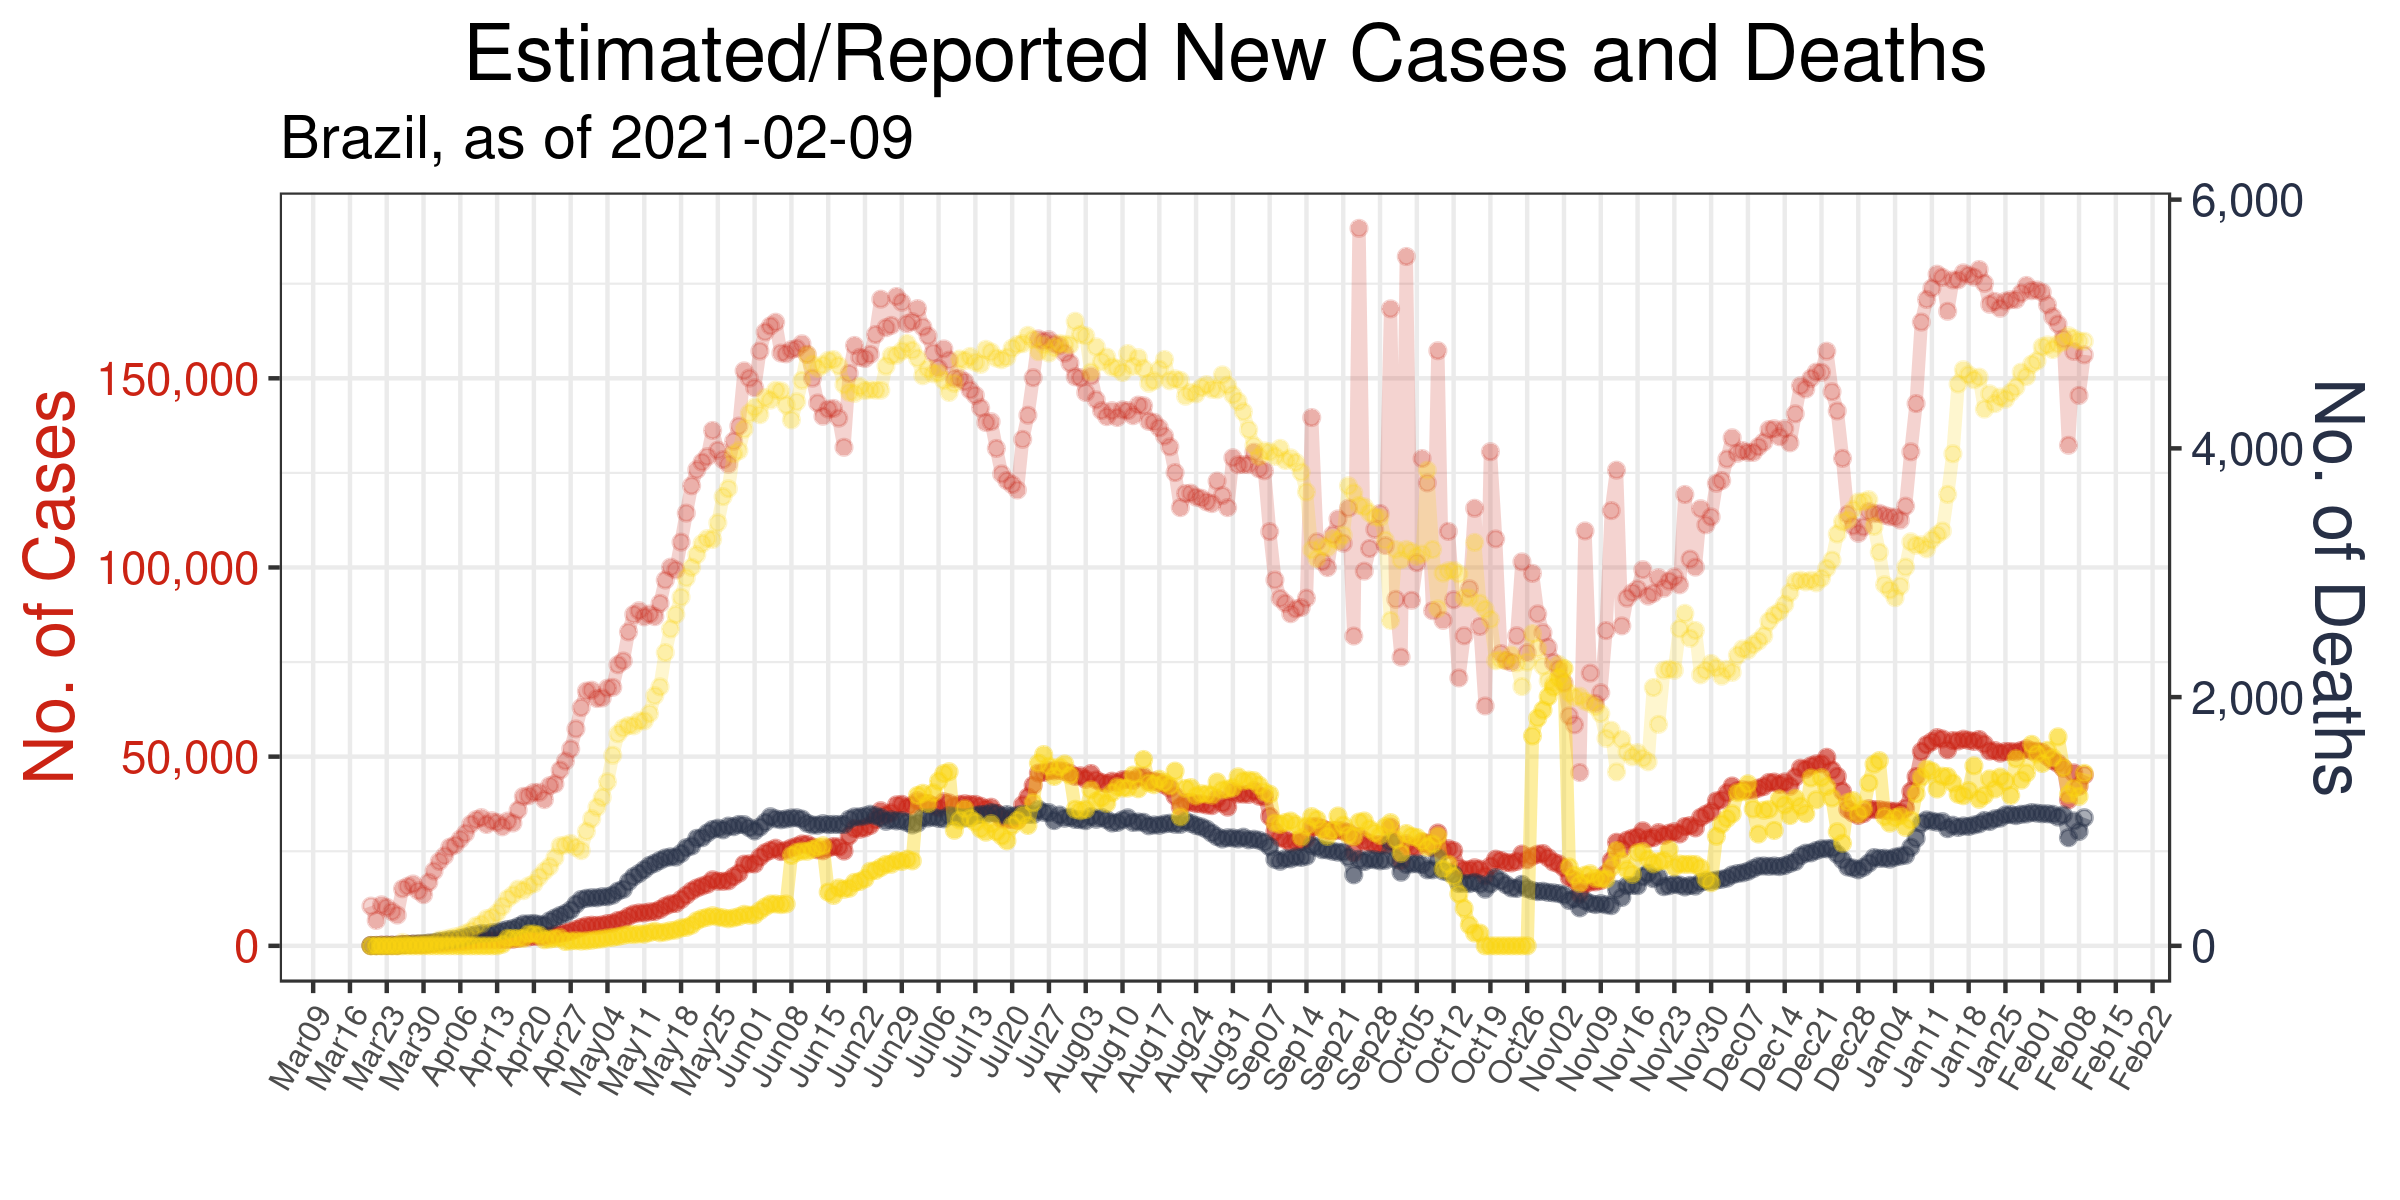 Estimated/Reported New Cases and Deaths
Brazil, as of 2021-02-09
No. of Cases
150,000
100,000
50,000
0
6,000
4,000
2,000
0
No. of Deaths
Mar09
Mar16
Mar23
Mar30
Apr06
Apr13
Apr20
Apr27
May04
May11
May18
May25
Jun01
Jun08
Jun15
Jun22
Jun29
Jul06
Jul13
Jul20
Jul27
Aug03
Aug10
Aug17
Aug24
Aug31
Sep07
Sep14
Sep21
Sep28
Oct05
Oct12
Oct19
Oct26
Nov02
Nov09
Nov16
Nov23
Nov30
Dec07
Dec14
Dec21
Dec28
Jan04
Jan11
Jan18
Jan25
Feb01
Feb08
Feb15
Feb22